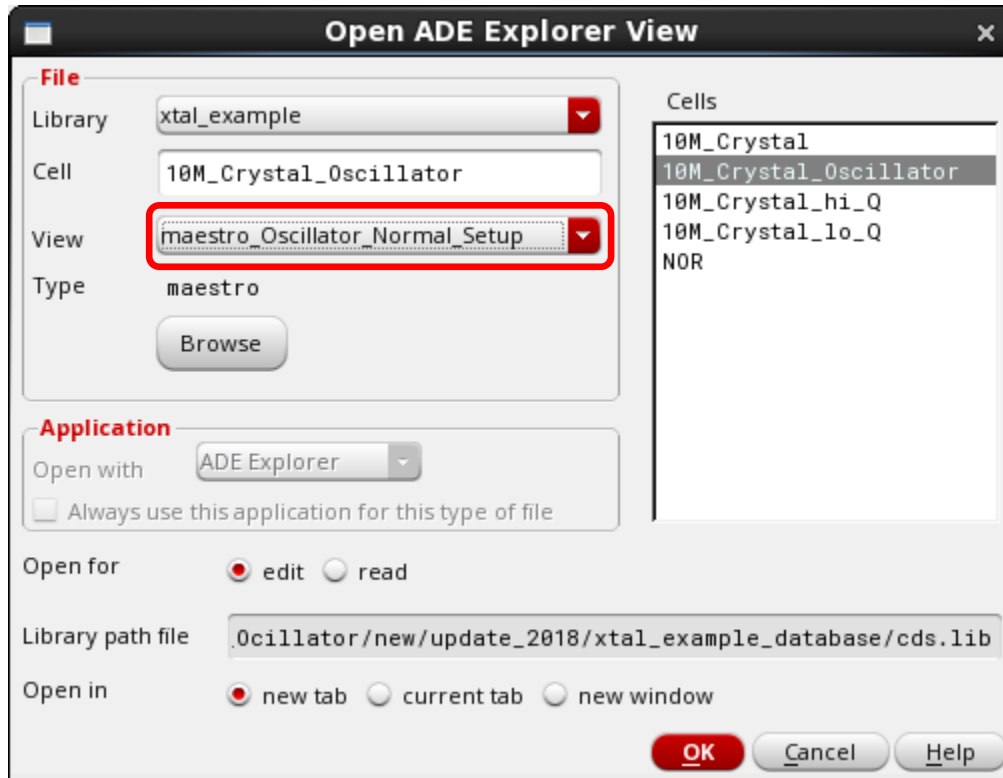 Open ADE Explorer View
File
Library xtal_example
Cell 10M_Crystal_Oscillator
View maestro_Oscillator_Normal_Setup
Type maestro
Browse
Cells
10M_Crystal
10M_Crystal_Oscillator
10M_Crystal_hi_Q
10M_Crystal_lo_Q
NOR
Application
Open with ADE Explorer
Always use this application for this type of file
Open for edit read
Library path file .Ocillator/new/update_2018/xtal_example_database/cds.lib
Open in new tab current tab new window
OK Cancel Help